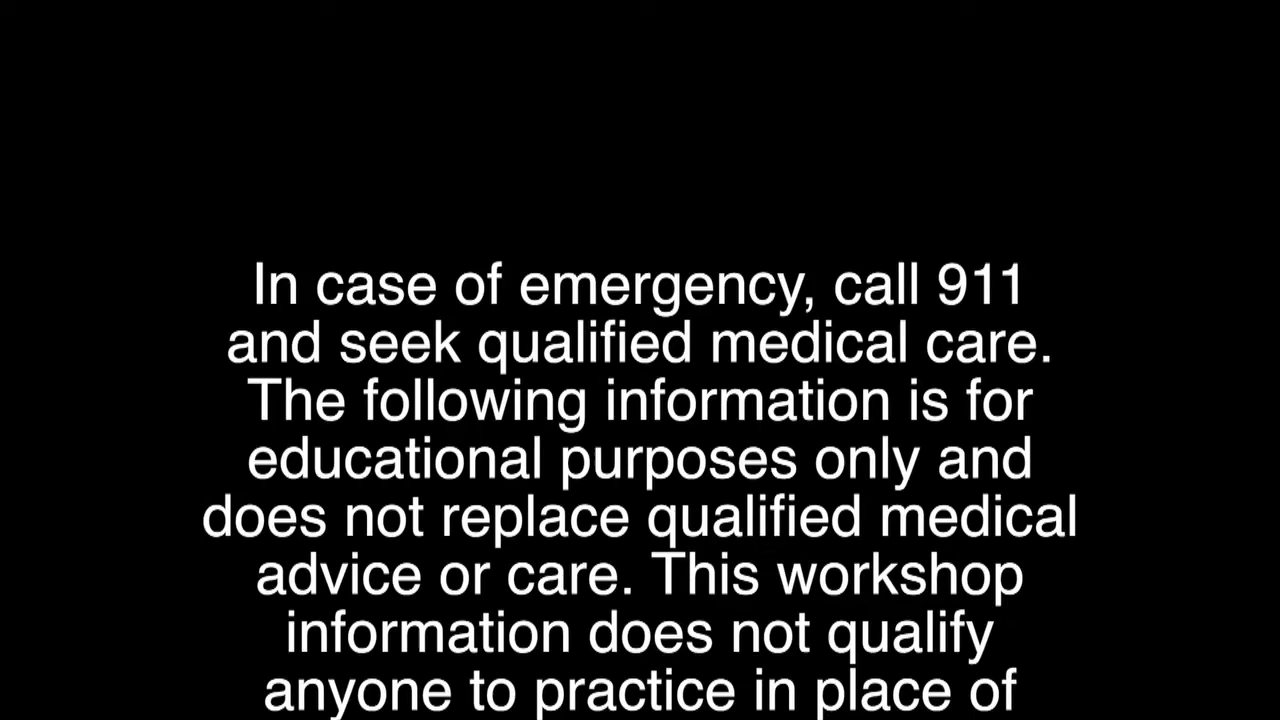 In case of emergency, call 911
and seek qualified medical care.
The following information is for
educational purposes only and
does not replace qualified medical
advice or care. This workshop
information does not qualify
anyone to practice in place of